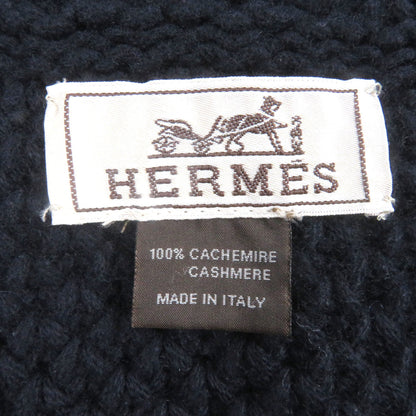 HERMÈS
100% CACHEMIRE
CASHMERE
MADE IN ITALY